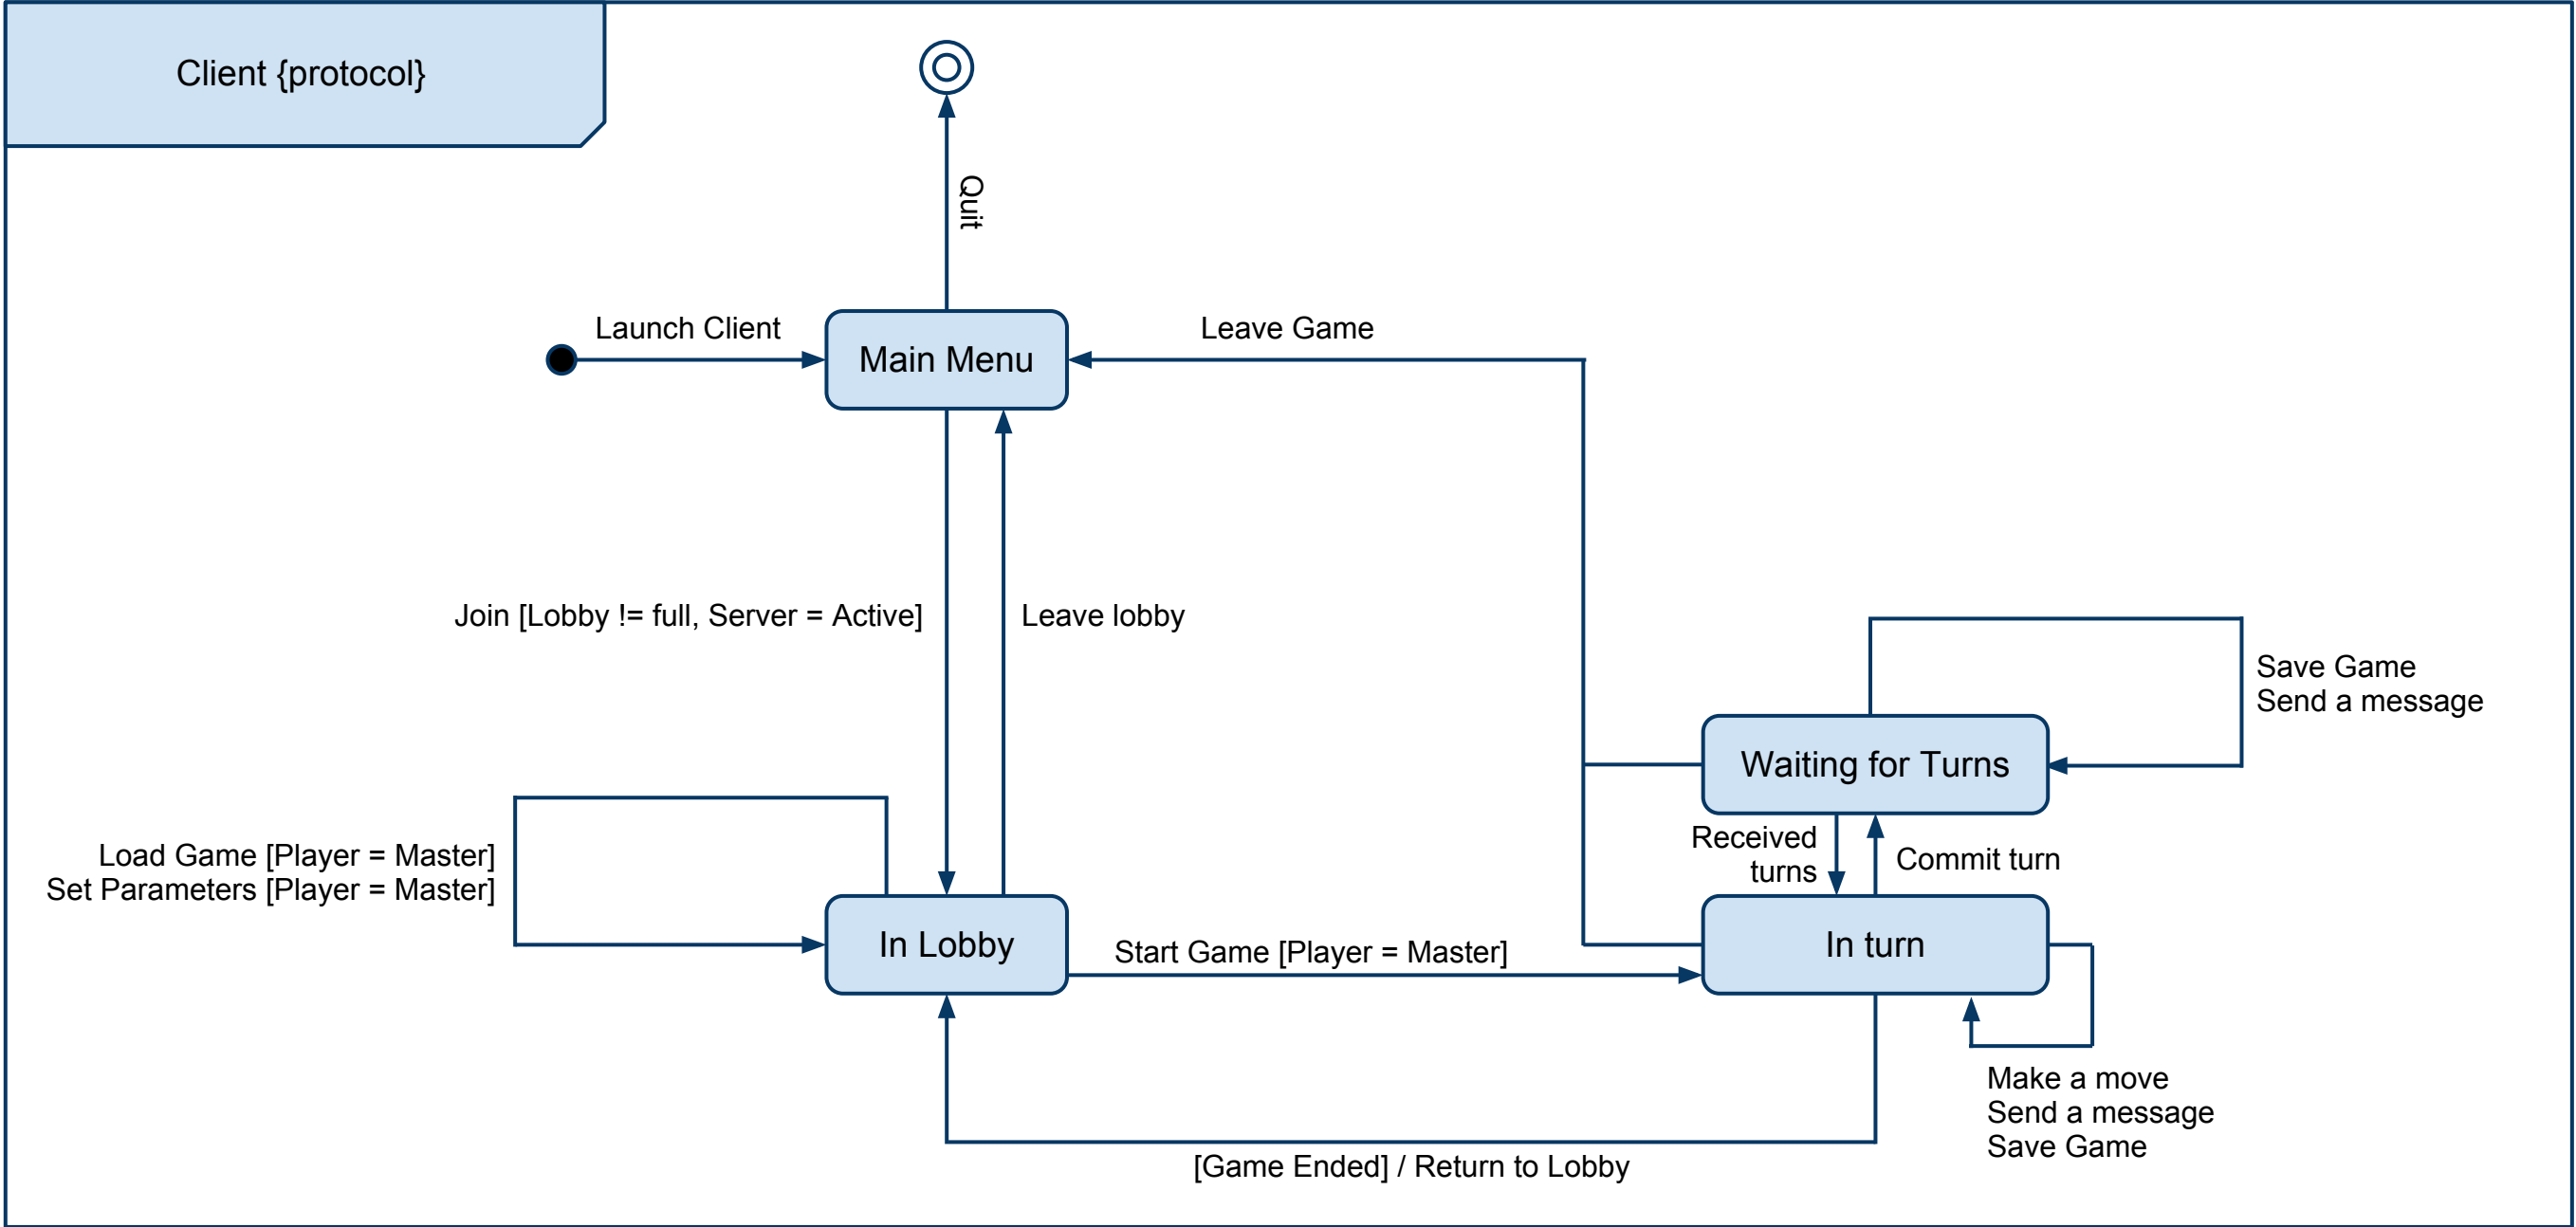 Client {protocol}
Quit
Launch Client
Main Menu
Leave Game
Join [Lobby != full, Server = Active]
Leave lobby
Save Game
Send a message
Waiting for Turns
Received
turns
Commit turn
Load Game [Player = Master]
Set Parameters [Player = Master]
In Lobby
Start Game [Player = Master]
In turn
Make a move
Send a message
Save Game
[Game Ended] / Return to Lobby